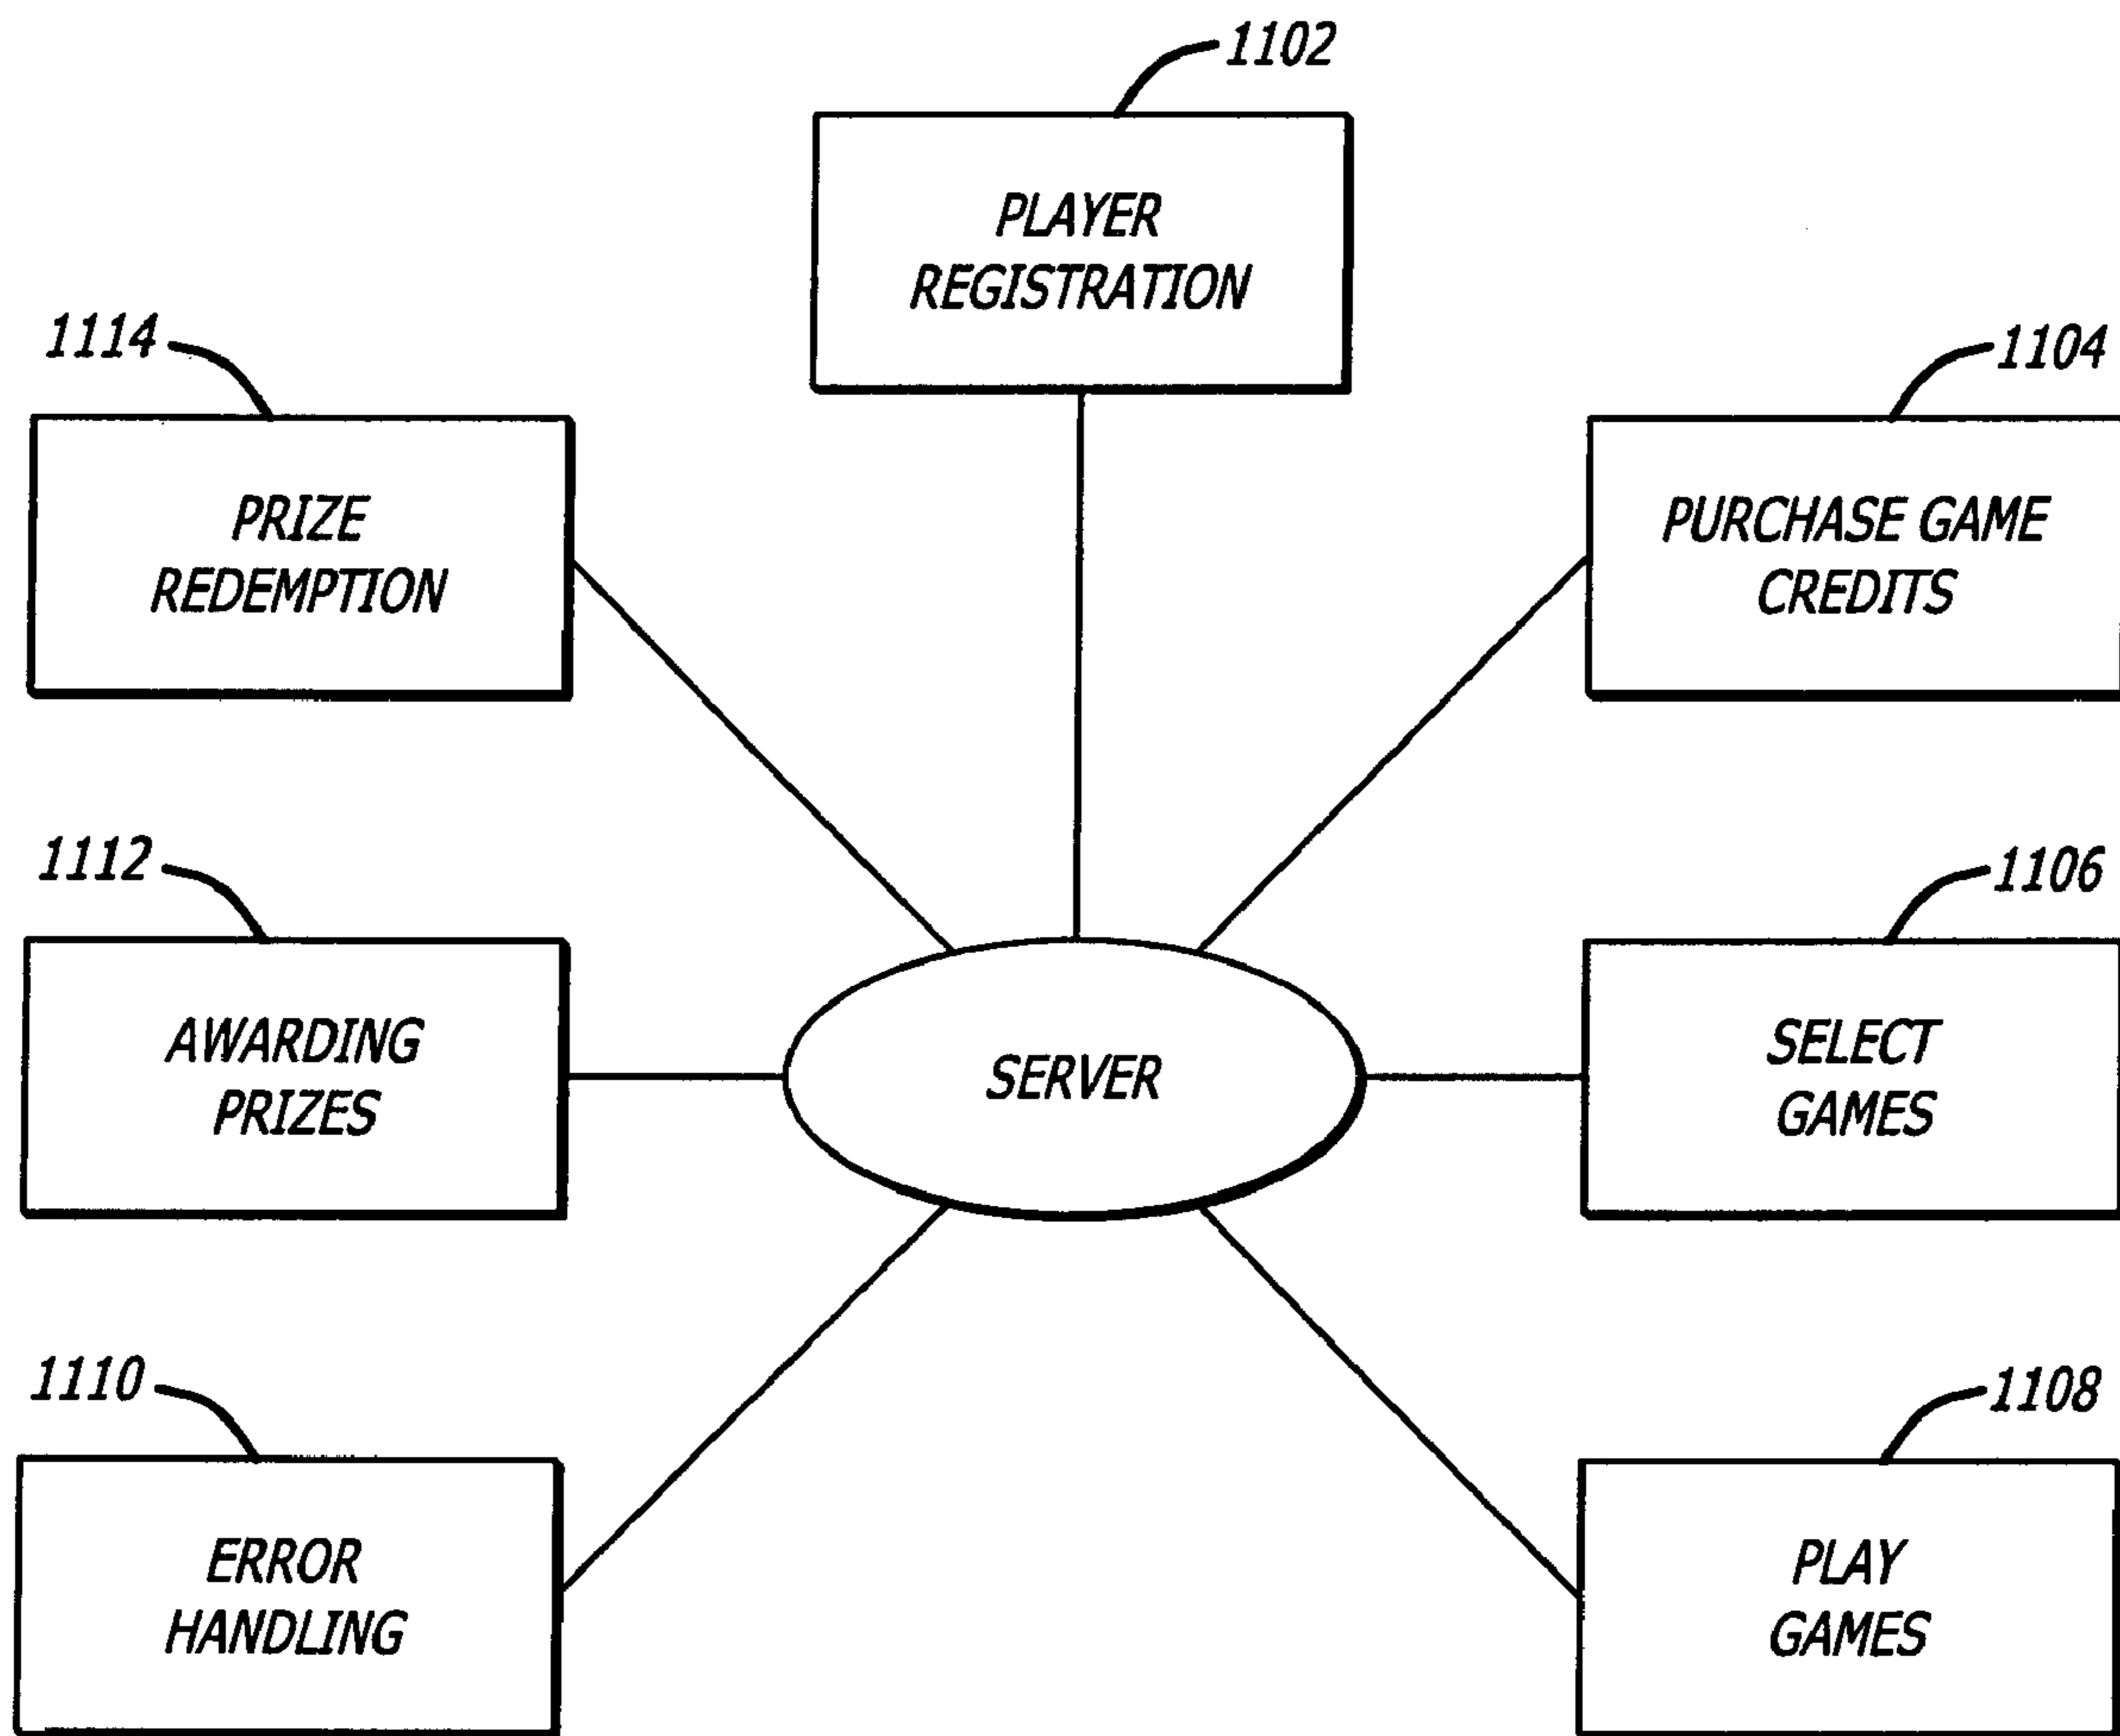 1102
PLAYER
REGISTRATION
1114
PRIZE
REDEMPTION
1104
PURCHASE GAME
CREDITS
1112
AWARDING
PRIZES
SERVER
1106
SELECT
GAMES
1110
ERROR
HANDLING
1108
PLAY
GAMES